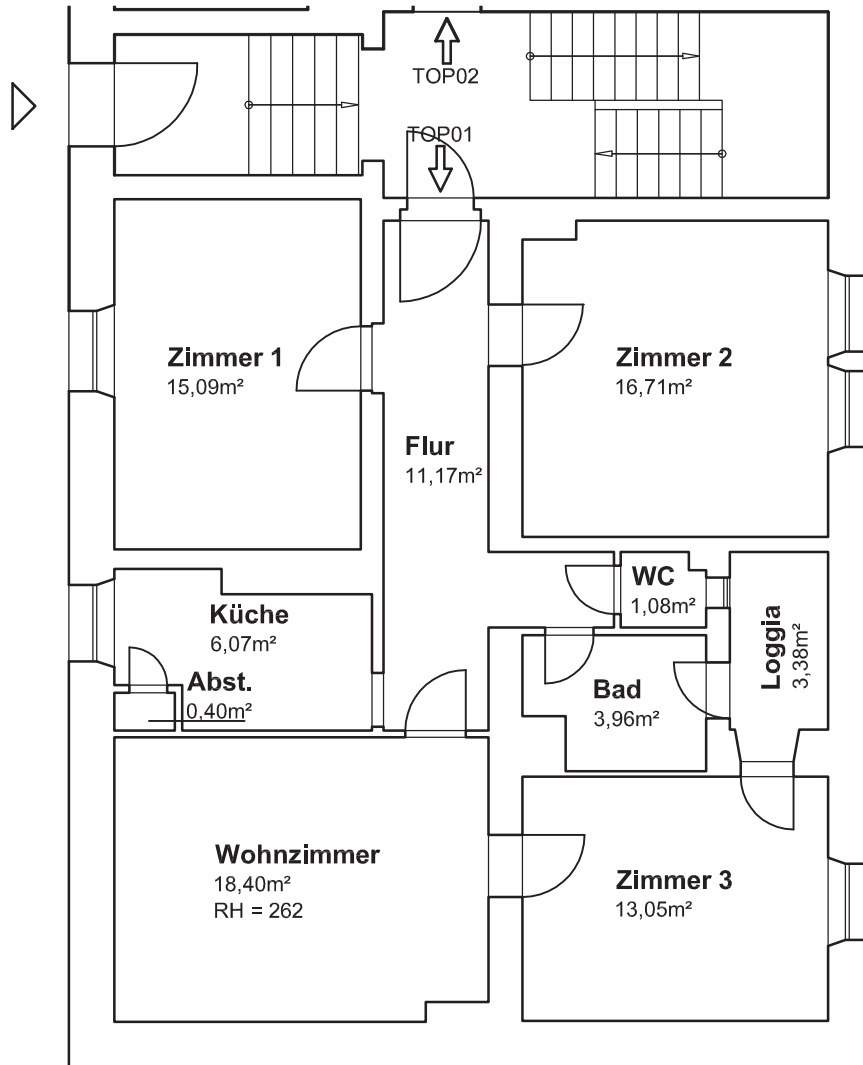 TOP02
TOP01
Zimmer 1
15,09m²
Zimmer 2
16,71m²
Flur
11,17m²
WC
1,08m²
Küche
6,07m²
Loggia
3,38m²
Abst.
0,40m²
Bad
3,96m²
Wohnzimmer
18,40m²
RH = 262
Zimmer 3
13,05m²